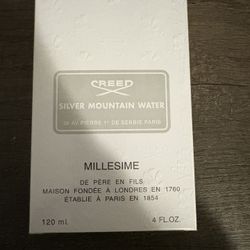 CREED
SILVER MOUNTAIN WATER
38 AV PIERRE 1er DE SERBIE PARIS
MILLESIME
DE PÈRE EN FILS
MAISON FONDÉE À LONDRES EN 1760
ÉTABLIE À PARIS EN 1854
120 ml. 4 FL.OZ.